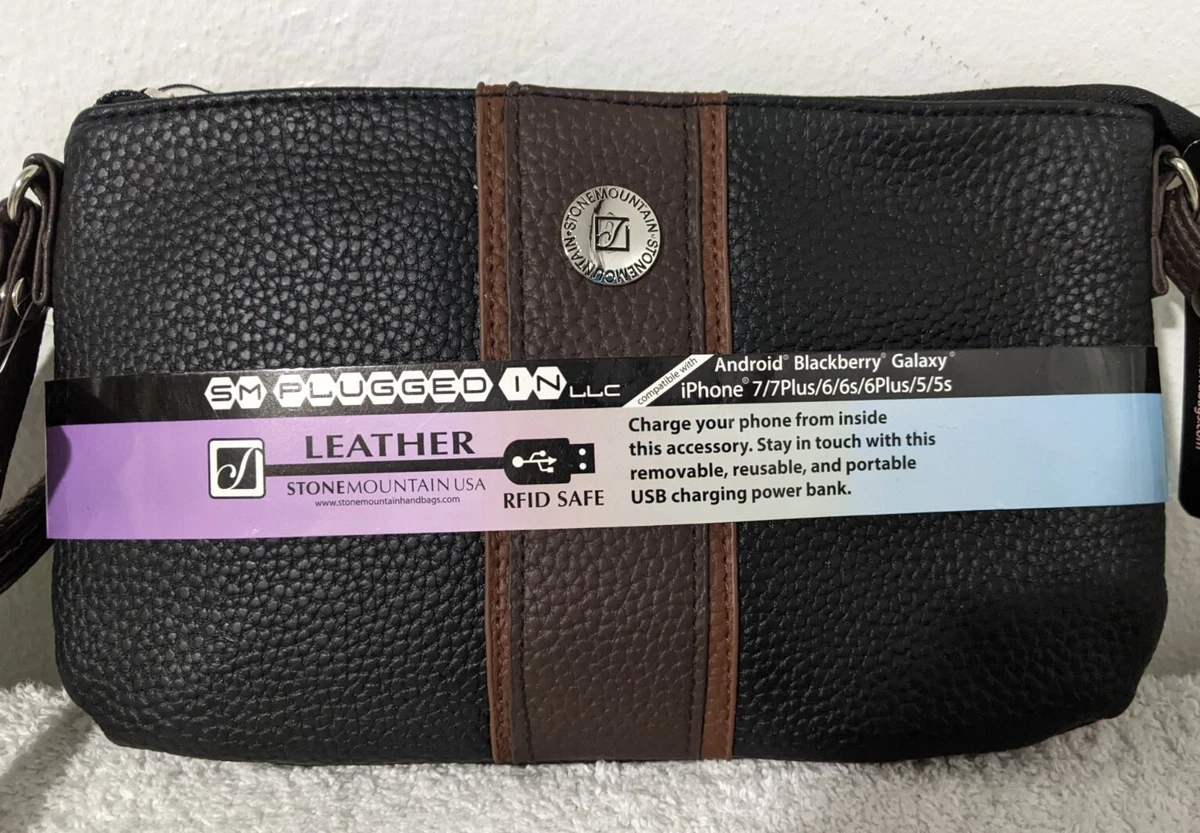 STONEMOUNTAIN • STONEMOUNTAIN •
SM PLUGGED IN LLC
compatible with
Android® Blackberry® Galaxy®
iPhone® 7/7Plus/6/6s/6Plus/5/5s
LEATHER
STONEMOUNTAIN USA
www.stonemountainhandbags.com
RFID SAFE
Charge your phone from inside
this accessory. Stay in touch with this
removable, reusable, and portable
USB charging power bank.